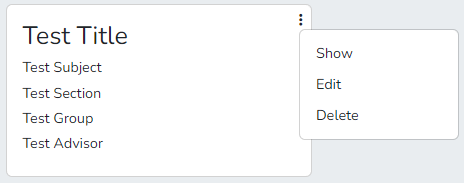 Test Title
Test Subject
Test Section
Test Group
Test Advisor
Show
Edit
Delete